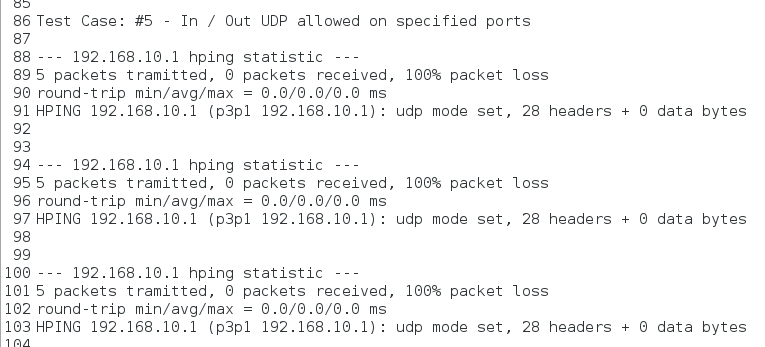 85
86 Test Case: #5 - In / Out UDP allowed on specified ports
87
88 --- 192.168.10.1 hping statistic ---
89 5 packets tramitted, 0 packets received, 100% packet loss
90 round-trip min/avg/max = 0.0/0.0/0.0 ms
91 HPING 192.168.10.1 (p3p1 192.168.10.1): udp mode set, 28 headers + 0 data bytes
92
93
94 --- 192.168.10.1 hping statistic ---
95 5 packets tramitted, 0 packets received, 100% packet loss
96 round-trip min/avg/max = 0.0/0.0/0.0 ms
97 HPING 192.168.10.1 (p3p1 192.168.10.1): udp mode set, 28 headers + 0 data bytes
98
99
100 --- 192.168.10.1 hping statistic ---
101 5 packets tramitted, 0 packets received, 100% packet loss
102 round-trip min/avg/max = 0.0/0.0/0.0 ms
103 HPING 192.168.10.1 (p3p1 192.168.10.1): udp mode set, 28 headers + 0 data bytes
104